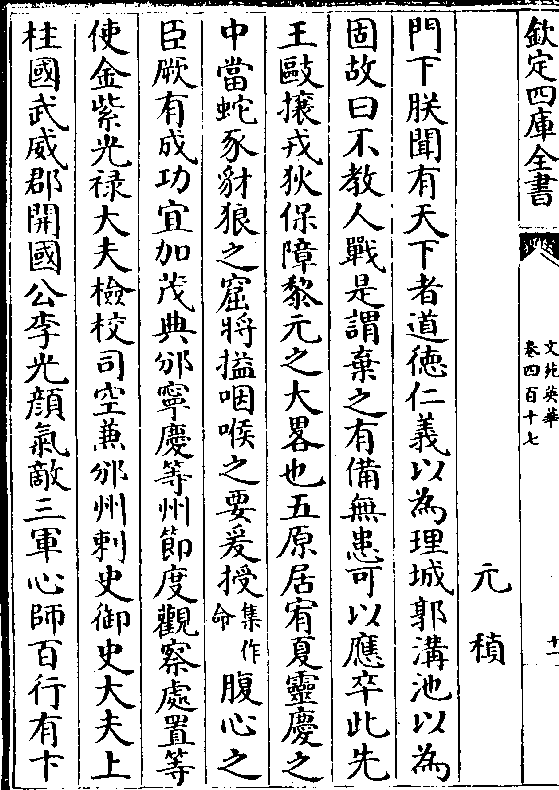 欽定四庫全書
文苑英華
卷四百十七
十一
元稹
門下朕聞有天下者道德仁義以為理城郭溝池以為
固故曰不教人戰是謂棄之有備無患可以應卒此先
王敺攘戎狄保障黎元之大畧也五原居宥夏靈慶之
中當蛇豕豺狼之窟將搤咽喉之要爰授集作命腹心之
臣厥有成功宜加茂典邠寧慶等州節度觀察處置等
使金紫光禄大夫檢校司空兼邠州刺史御史大夫上
柱國武威郡開國公李光顔氣敵三軍心師百行有卞